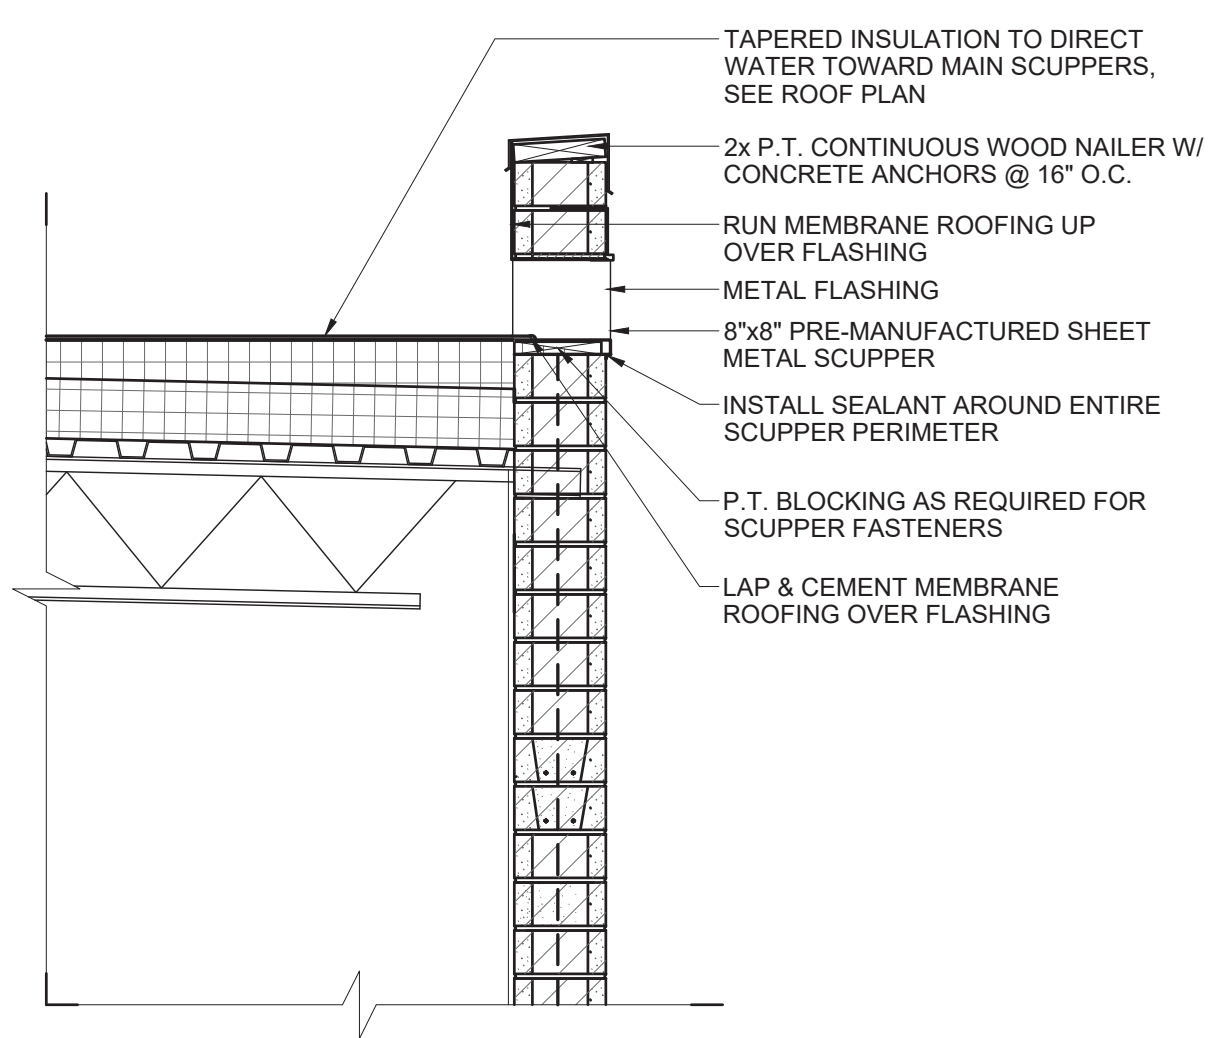 TAPERED INSULATION TO DIRECT
WATER TOWARD MAIN SCUPPERS,
SEE ROOF PLAN
2x P.T. CONTINUOUS WOOD NAILER W/
CONCRETE ANCHORS @ 16" O.C.
RUN MEMBRANE ROOFING UP
OVER FLASHING
METAL FLASHING
8"x8" PRE-MANUFACTURED SHEET
METAL SCUPPER
INSTALL SEALANT AROUND ENTIRE
SCUPPER PERIMETER
P.T. BLOCKING AS REQUIRED FOR
SCUPPER FASTENERS
LAP & CEMENT MEMBRANE
ROOFING OVER FLASHING